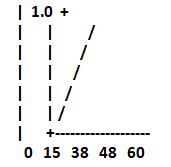 | 1.0 +
|    |      /
|    |     /
|    |   /
|    | /
|    +-------------------
0 15 38 48 60